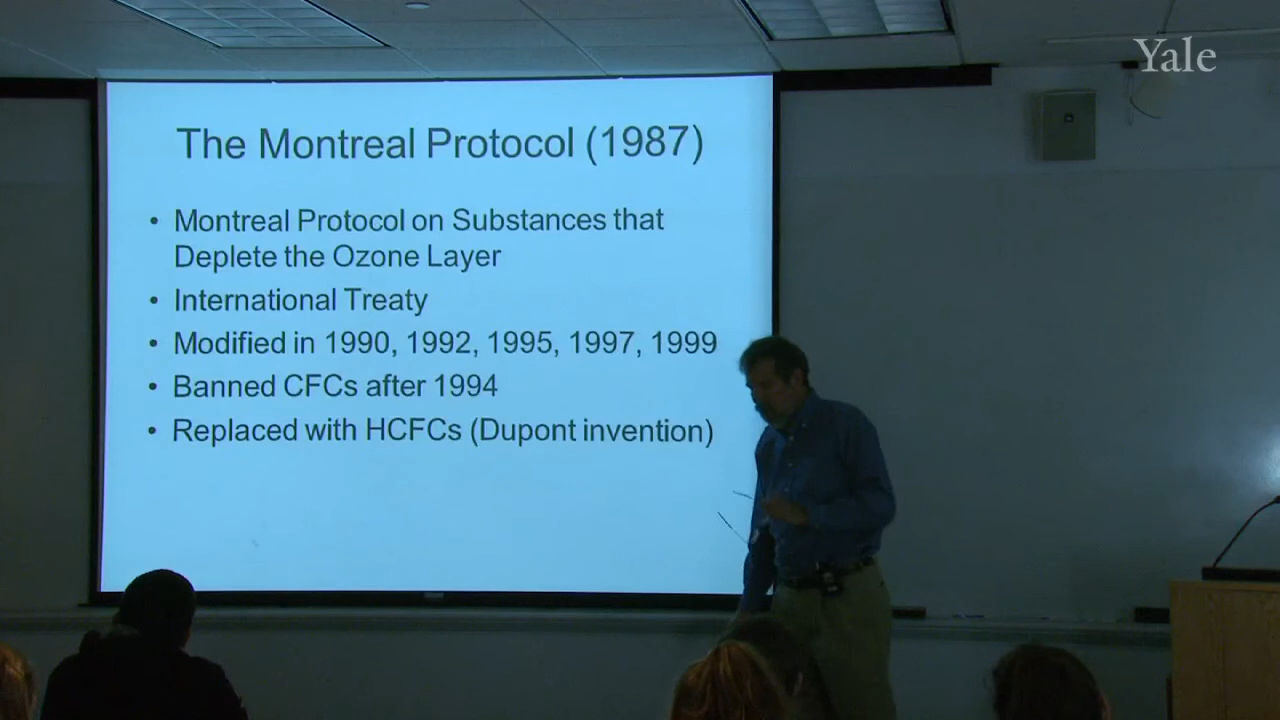 Yale
The Montreal Protocol (1987)
• Montreal Protocol on Substances that
Deplete the Ozone Layer
• International Treaty
• Modified in 1990, 1992, 1995, 1997, 1999
• Banned CFCs after 1994
• Replaced with HCFCs (Dupont invention)